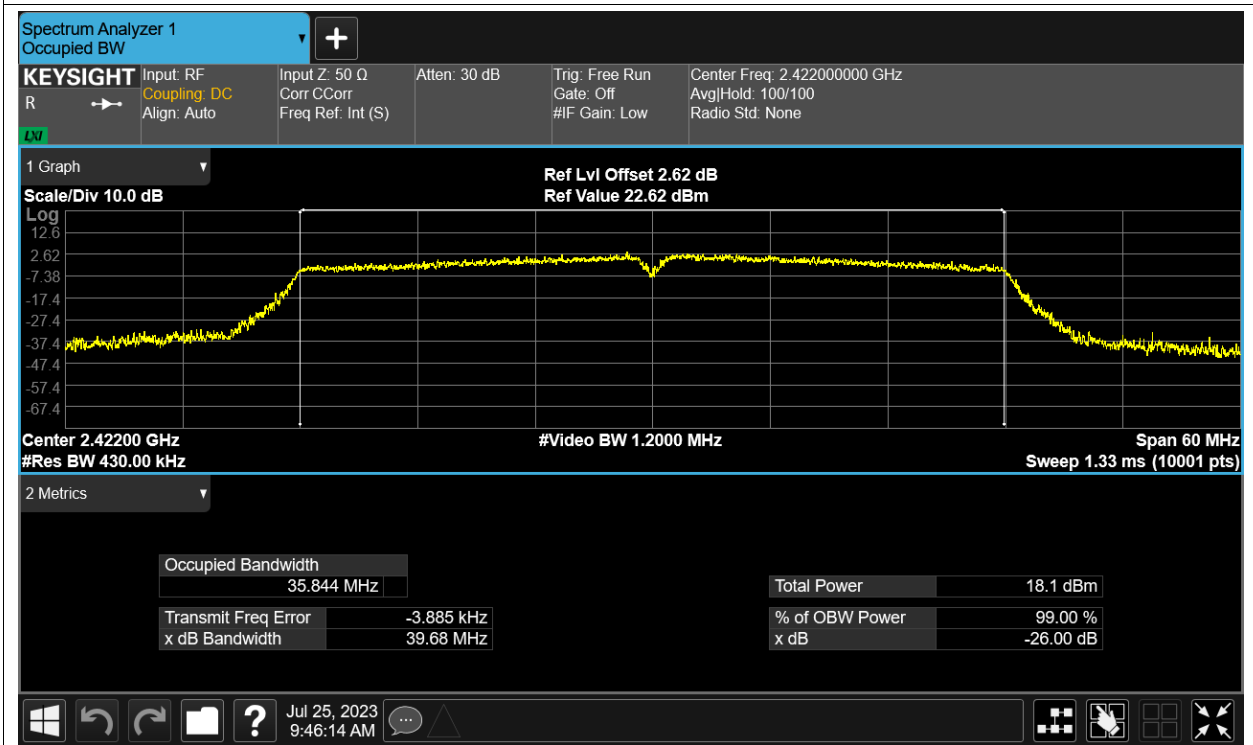 Spectrum Analyzer 1
Occupied BW
KEYSIGHT
R
LXI
Input: RF
Coupling: DC
Align: Auto
Input Z: 50 Ω
Corr CCorr
Freq Ref: Int (S)
Atten: 30 dB
Trig: Free Run
Gate: Off
#IF Gain: Low
Center Freq: 2.422000000 GHz
Avg|Hold: 100/100
Radio Std: None
1 Graph
Scale/Div 10.0 dB
Ref Lvl Offset 2.62 dB
Ref Value 22.62 dBm
Log
12.6
2.62
-7.38
-17.4
-27.4
-37.4
-47.4
-57.4
-67.4
Center 2.42200 GHz
#Video BW 1.2000 MHz
Span 60 MHz
#Res BW 430.00 kHz
Sweep 1.33 ms (10001 pts)
2 Metrics
Occupied Bandwidth
35.844 MHz
Total Power 18.1 dBm
Transmit Freq Error -3.885 kHz
% of OBW Power 99.00 %
x dB Bandwidth 39.68 MHz
x dB -26.00 dB
?
Jul 25, 2023
9:46:14 AM